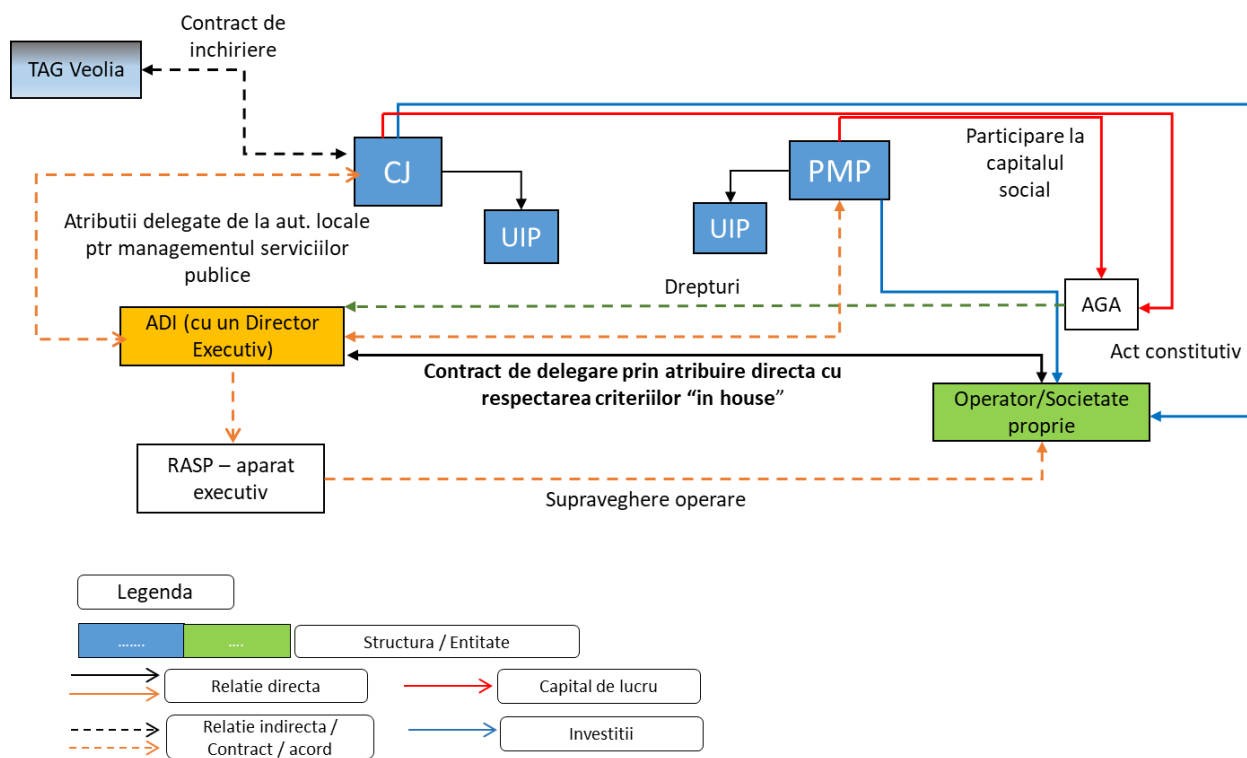 Contract de
inchiriere
TAG Veolia
CJ
PMP
Participare la
capitalul
social
UIP
UIP
Atributii delegate de la aut. locale
ptr managementul serviciilor
publice
Drepturi
AGA
ADI (cu un Director
Executiv)
Act constitutiv
Contract de delegare prin atribuire directa cu
respectarea criteriilor “in house”
Operator/Societate
proprie
RASP – aparat
executiv
Supraveghere operare
Legenda
.......
....
Structura / Entitate
Relatie directa
Capital de lucru
Relatie indirecta /
Contract / acord
Investitii